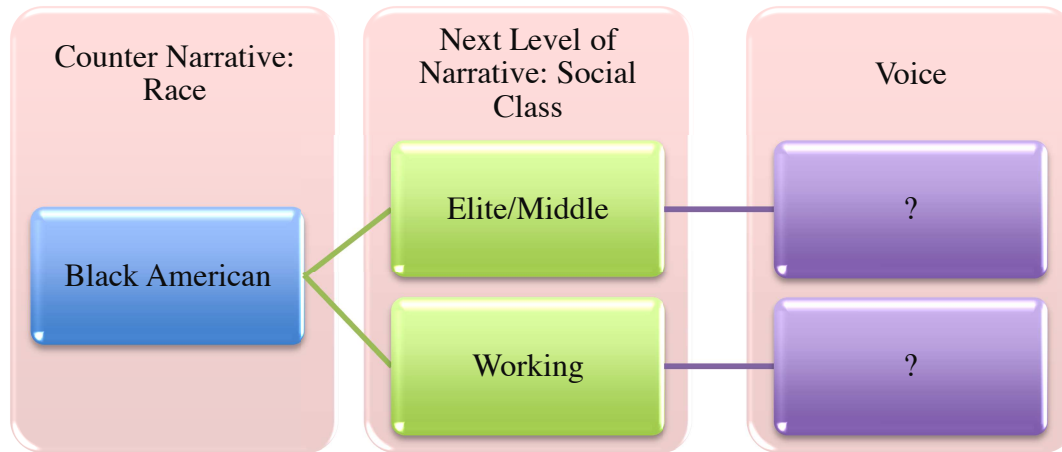 Counter Narrative:
Race
Black American
Next Level of
Narrative: Social
Class
Elite/Middle
Working
Voice
?
?